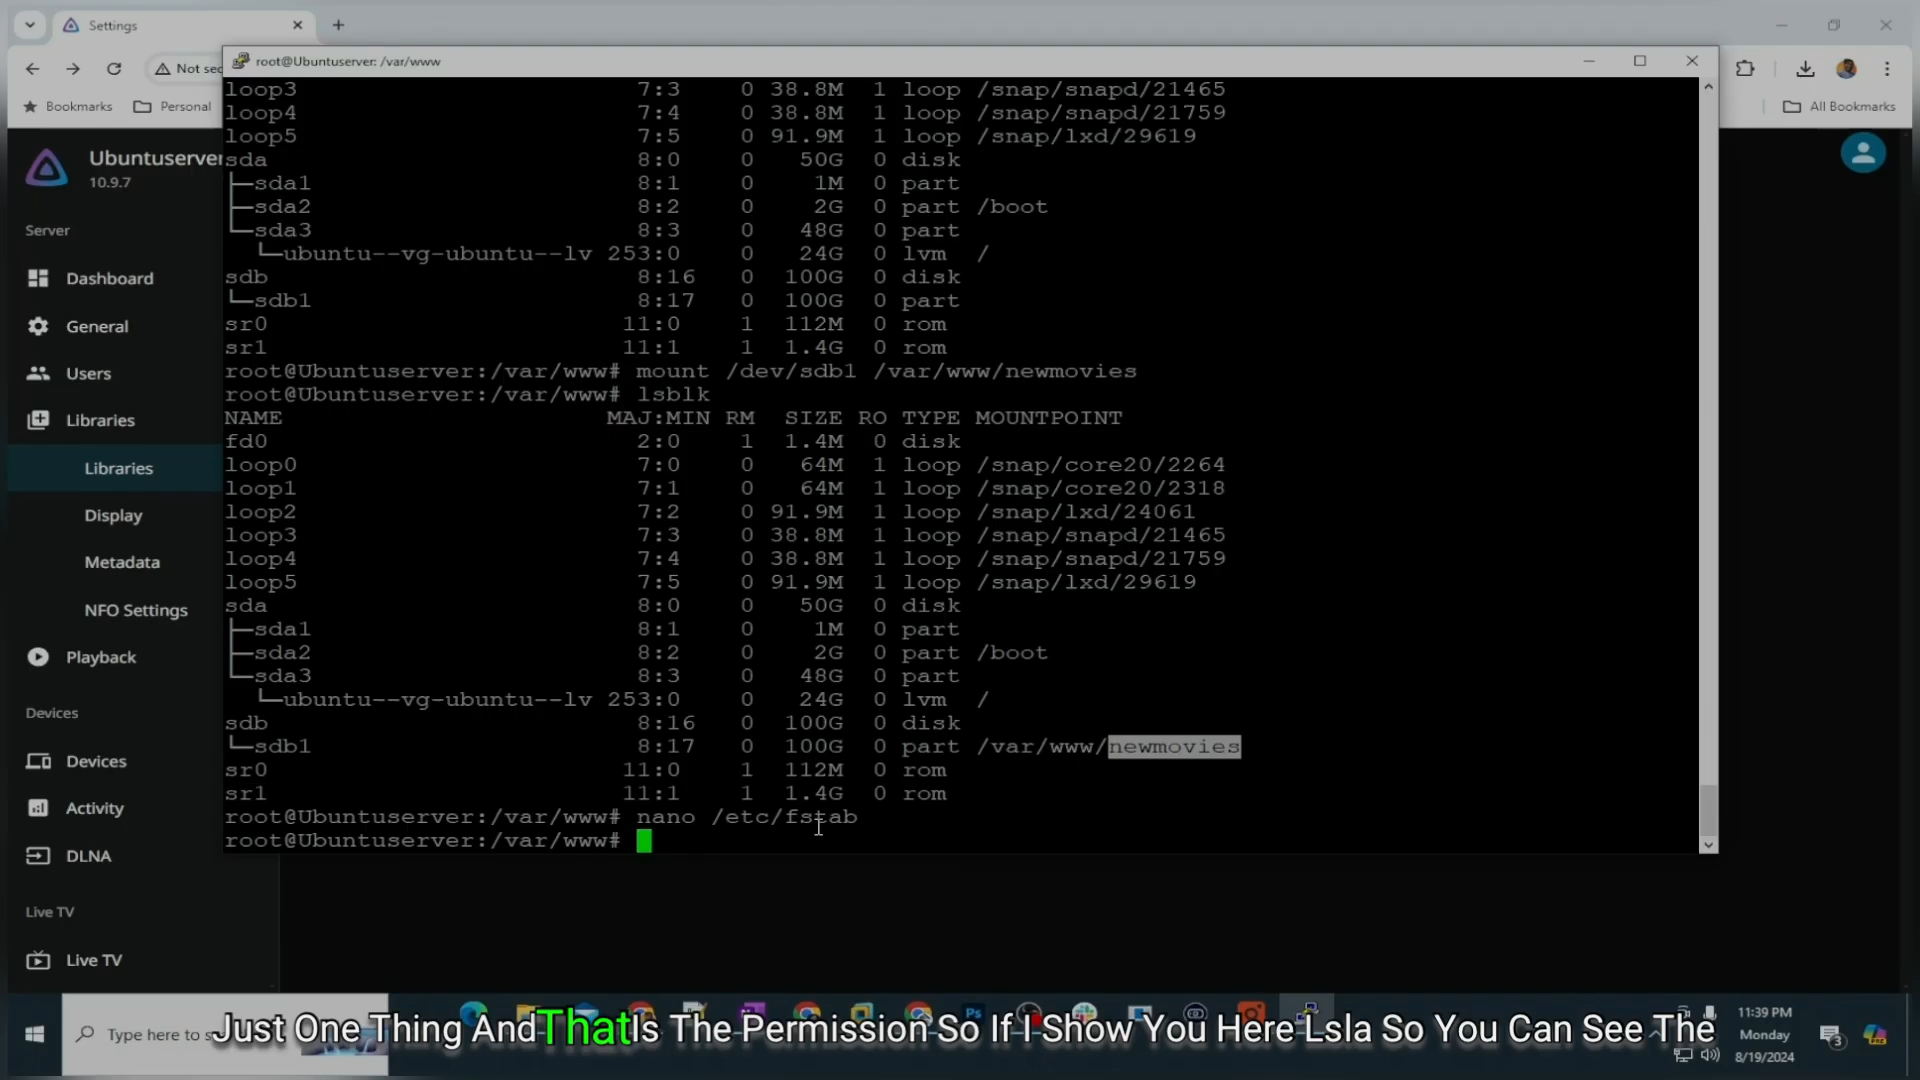 Settings
Not sec
Bookmarks
Personal
All Bookmarks
root@Ubuntuserver: /var/www
Ubuntuserver
10.9.7
Server
Dashboard
General
Users
Libraries
Libraries
Display
Metadata
NFO Settings
Playback
Devices
Devices
Activity
DLNA
Live TV
Live TV
loop3 7:3 0 38.8M 1 loop /snap/snapd/21465
loop4 7:4 0 38.8M 1 loop /snap/snapd/21759
loop5 7:5 0 91.9M 1 loop /snap/lxd/29619
sda 8:0 0 50G 0 disk
├─sda1 8:1 0 1M 0 part
├─sda2 8:2 0 2G 0 part /boot
└─sda3 8:3 0 48G 0 part
└─ubuntu--vg-ubuntu--lv 253:0 0 24G 0 lvm /
sdb 8:16 0 100G 0 disk
└─sdb1 8:17 0 100G 0 part
sr0 11:0 1 112M 0 rom
sr1 11:1 1 1.4G 0 rom
root@Ubuntuserver:/var/www# mount /dev/sdb1 /var/www/newmovies
root@Ubuntuserver:/var/www# lsblk
NAME MAJ:MIN RM SIZE RO TYPE MOUNTPOINT
fd0 2:0 1 1.4M 0 disk
loop0 7:0 0 64M 1 loop /snap/core20/2264
loop1 7:1 0 64M 1 loop /snap/core20/2318
loop2 7:2 0 91.9M 1 loop /snap/lxd/24061
loop3 7:3 0 38.8M 1 loop /snap/snapd/21465
loop4 7:4 0 38.8M 1 loop /snap/snapd/21759
loop5 7:5 0 91.9M 1 loop /snap/lxd/29619
sda 8:0 0 50G 0 disk
├─sda1 8:1 0 1M 0 part
├─sda2 8:2 0 2G 0 part /boot
└─sda3 8:3 0 48G 0 part
└─ubuntu--vg-ubuntu--lv 253:0 0 24G 0 lvm /
sdb 8:16 0 100G 0 disk
└─sdb1 8:17 0 100G 0 part /var/www/newmovies
sr0 11:0 1 112M 0 rom
sr1 11:1 1 1.4G 0 rom
root@Ubuntuserver:/var/www# nano /etc/fstab
root@Ubuntuserver:/var/www#
Type here to s
Just One Thing And That Is The Permission So If I Show You Here Lsla So You Can See The
11:39 PM
Monday
8/19/2024
3